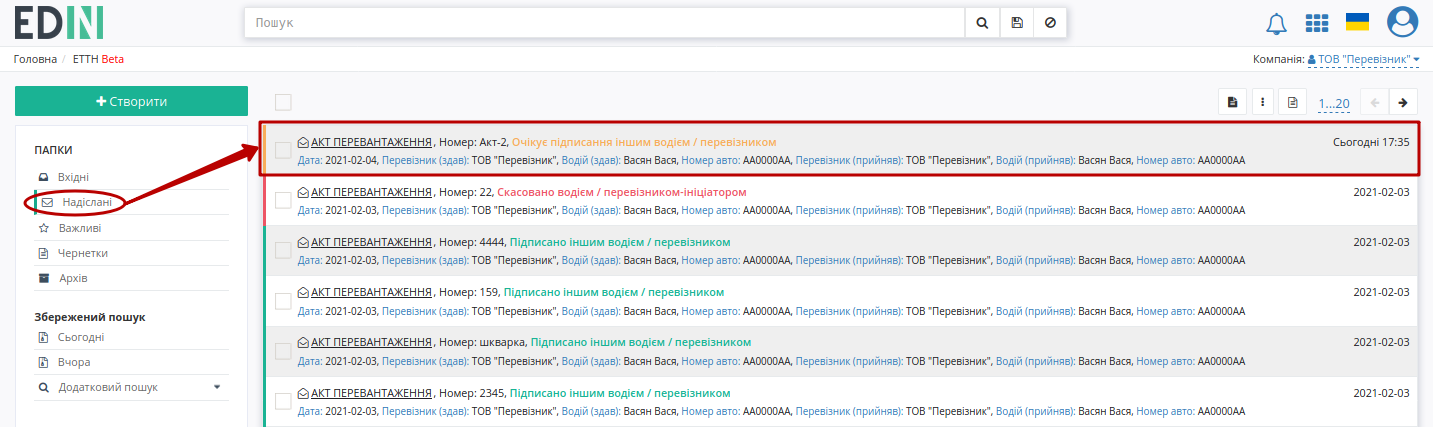 EDIN
Пошук
Головна / ЕТТН Beta
Компанія: ТОВ "Перевізник"
Створити
1...20
ПАПКИ
Вхідні
Надіслані
Важливі
Чернетки
Архів
Збережений пошук
Сьогодні
Вчора
Додатковий пошук
АКТ ПЕРЕВАНТАЖЕННЯ, Номер: Акт-2, Очікує підписання іншим водієм / перевізником Сьогодні 17:35
Дата: 2021-02-04, Перевізник (здав): ТОВ "Перевізник", Водій (здав): Васян Вася, Номер авто: АА0000АА, Перевізник (прийняв): ТОВ "Перевізник", Водій (прийняв): Васян Вася, Номер авто: АА0000АА
АКТ ПЕРЕВАНТАЖЕННЯ, Номер: 22, Скасовано водієм / перевізником-ініціатором 2021-02-03
Дата: 2021-02-03, Перевізник (здав): ТОВ "Перевізник", Водій (здав): Васян Вася, Номер авто: АА0000АА, Перевізник (прийняв): ТОВ "Перевізник", Водій (прийняв): Васян Вася, Номер авто: АА0000АА
АКТ ПЕРЕВАНТАЖЕННЯ, Номер: 4444, Підписано іншим водієм / перевізником 2021-02-03
Дата: 2021-02-03, Перевізник (здав): ТОВ "Перевізник", Водій (здав): Васян Вася, Номер авто: АА0000АА, Перевізник (прийняв): ТОВ "Перевізник", Водій (прийняв): Васян Вася, Номер авто: АА0000АА
АКТ ПЕРЕВАНТАЖЕННЯ, Номер: 159, Підписано іншим водієм / перевізником 2021-02-03
Дата: 2021-02-03, Перевізник (здав): ТОВ "Перевізник", Водій (здав): Васян Вася, Номер авто: АА0000АА, Перевізник (прийняв): ТОВ "Перевізник", Водій (прийняв): Васян Вася, Номер авто: АА0000АА
АКТ ПЕРЕВАНТАЖЕННЯ, Номер: шкварка, Підписано іншим водієм / перевізником 2021-02-03
Дата: 2021-02-03, Перевізник (здав): ТОВ "Перевізник", Водій (здав): Васян Вася, Номер авто: АА0000АА, Перевізник (прийняв): ТОВ "Перевізник", Водій (прийняв): Васян Вася, Номер авто: АА0000АА
АКТ ПЕРЕВАНТАЖЕННЯ, Номер: 2345, Підписано іншим водієм / перевізником 2021-02-03
Дата: 2021-02-03, Перевізник (здав): ТОВ "Перевізник", Водій (здав): Васян Вася, Номер авто: АА0000АА, Перевізник (прийняв): ТОВ "Перевізник", Водій (прийняв): Васян Вася, Номер авто: АА0000АА